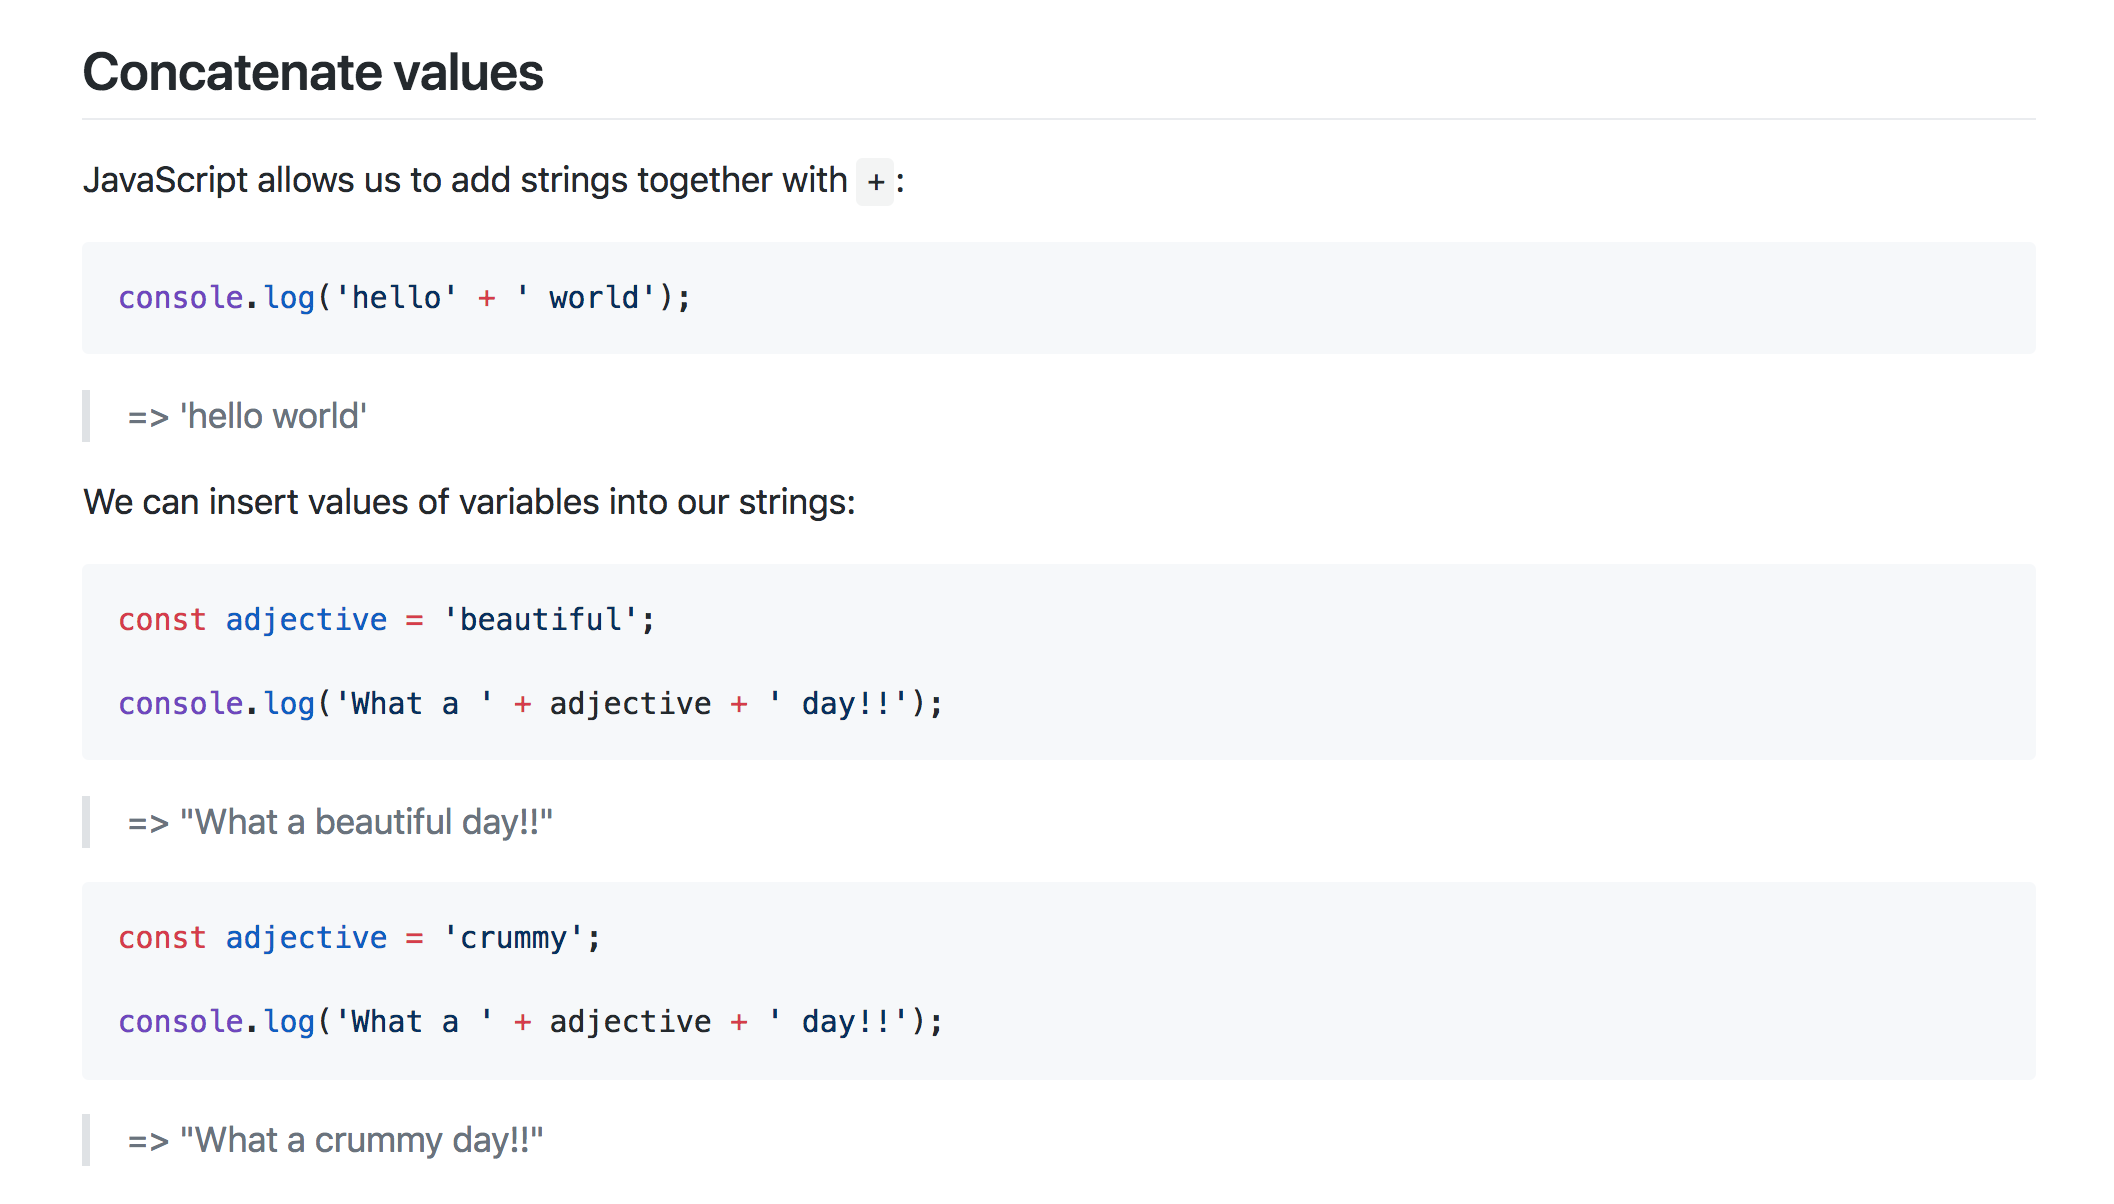 Concatenate values
JavaScript allows us to add strings together with +:
console.log('hello' + ' world');
=> 'hello world'
We can insert values of variables into our strings:
const adjective = 'beautiful';
console.log('What a ' + adjective + ' day!!');
=> "What a beautiful day!!"
const adjective = 'crummy';
console.log('What a ' + adjective + ' day!!');
=> "What a crummy day!!"